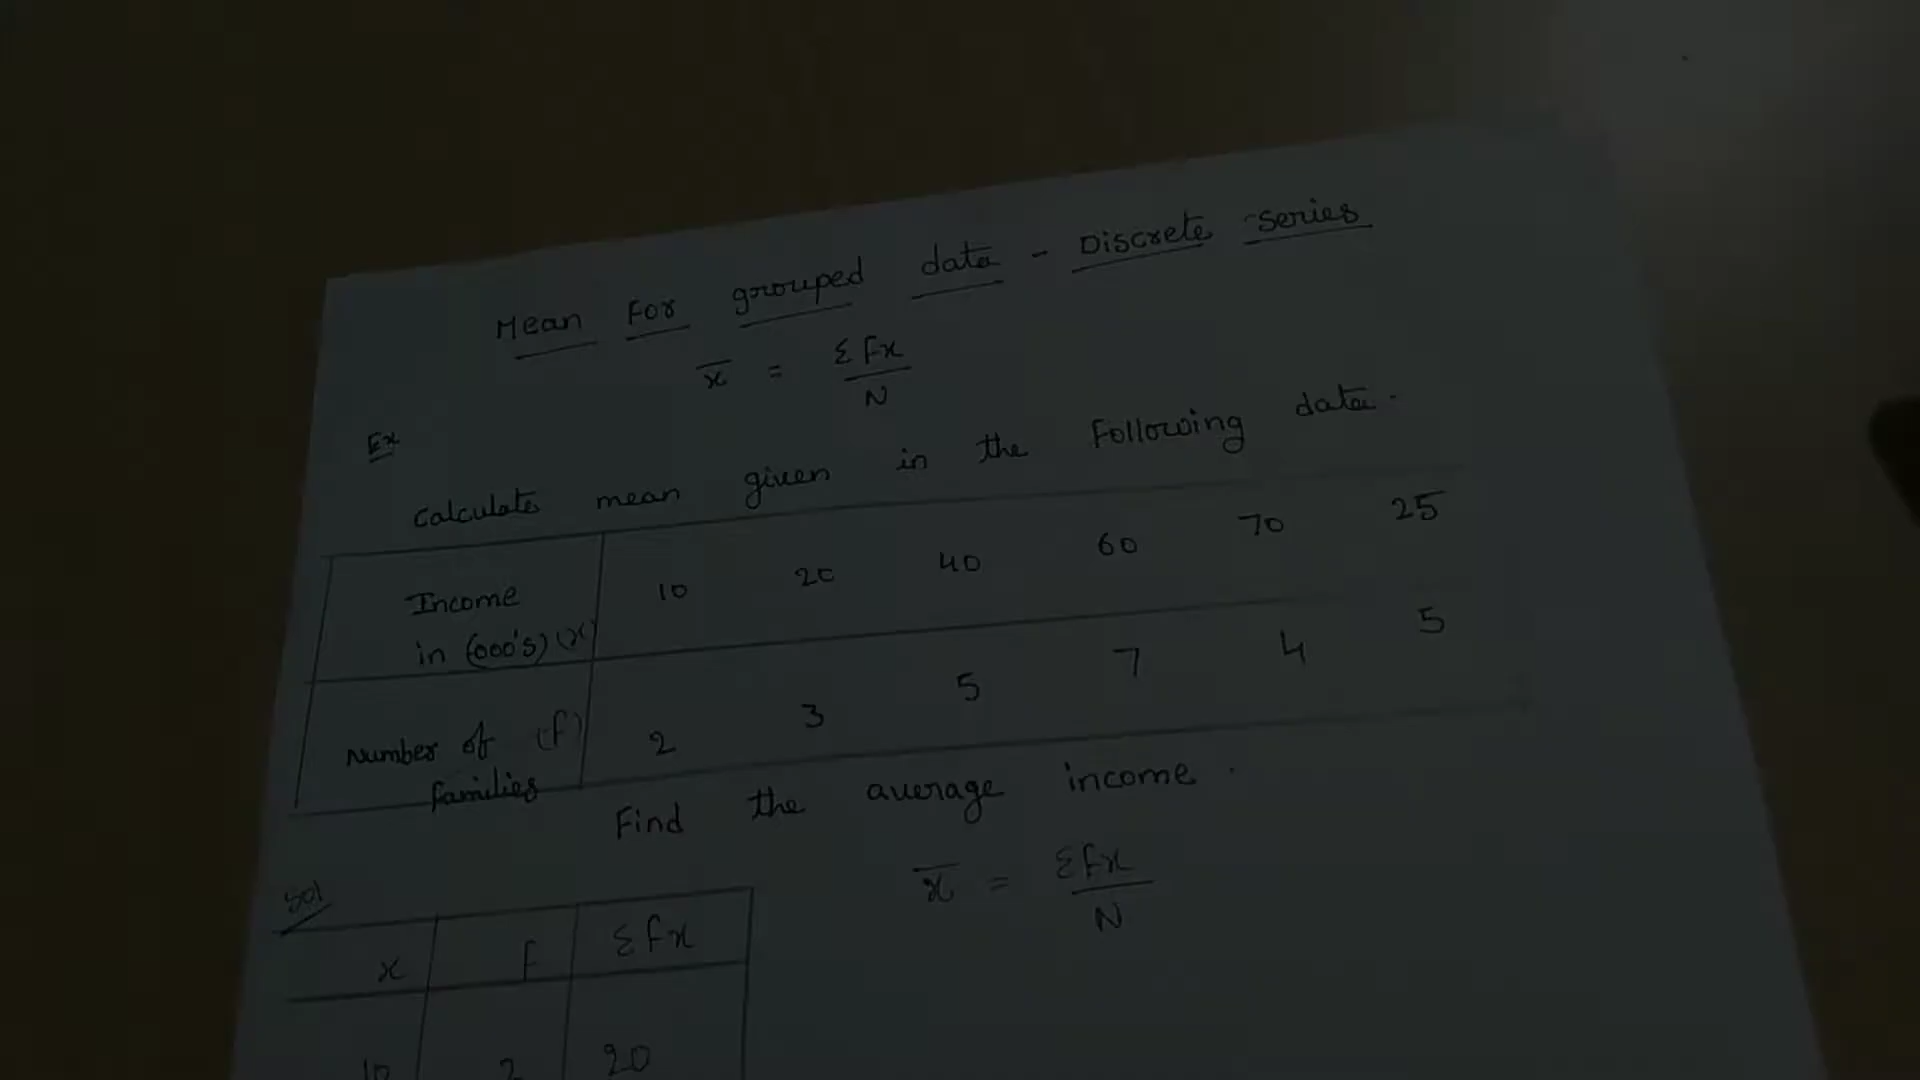 Mean For grouped data - Discrete series
x̄ = ΣFx / N
Ex
Calculate mean given in the Following data.
Income in (000's) (x) 10 20 40 60 70 25
Number of (f) families 2 3 5 7 4 5
Find the average income.
x̄ = Σfx / N
Sol
x F Σfx
10 2 20